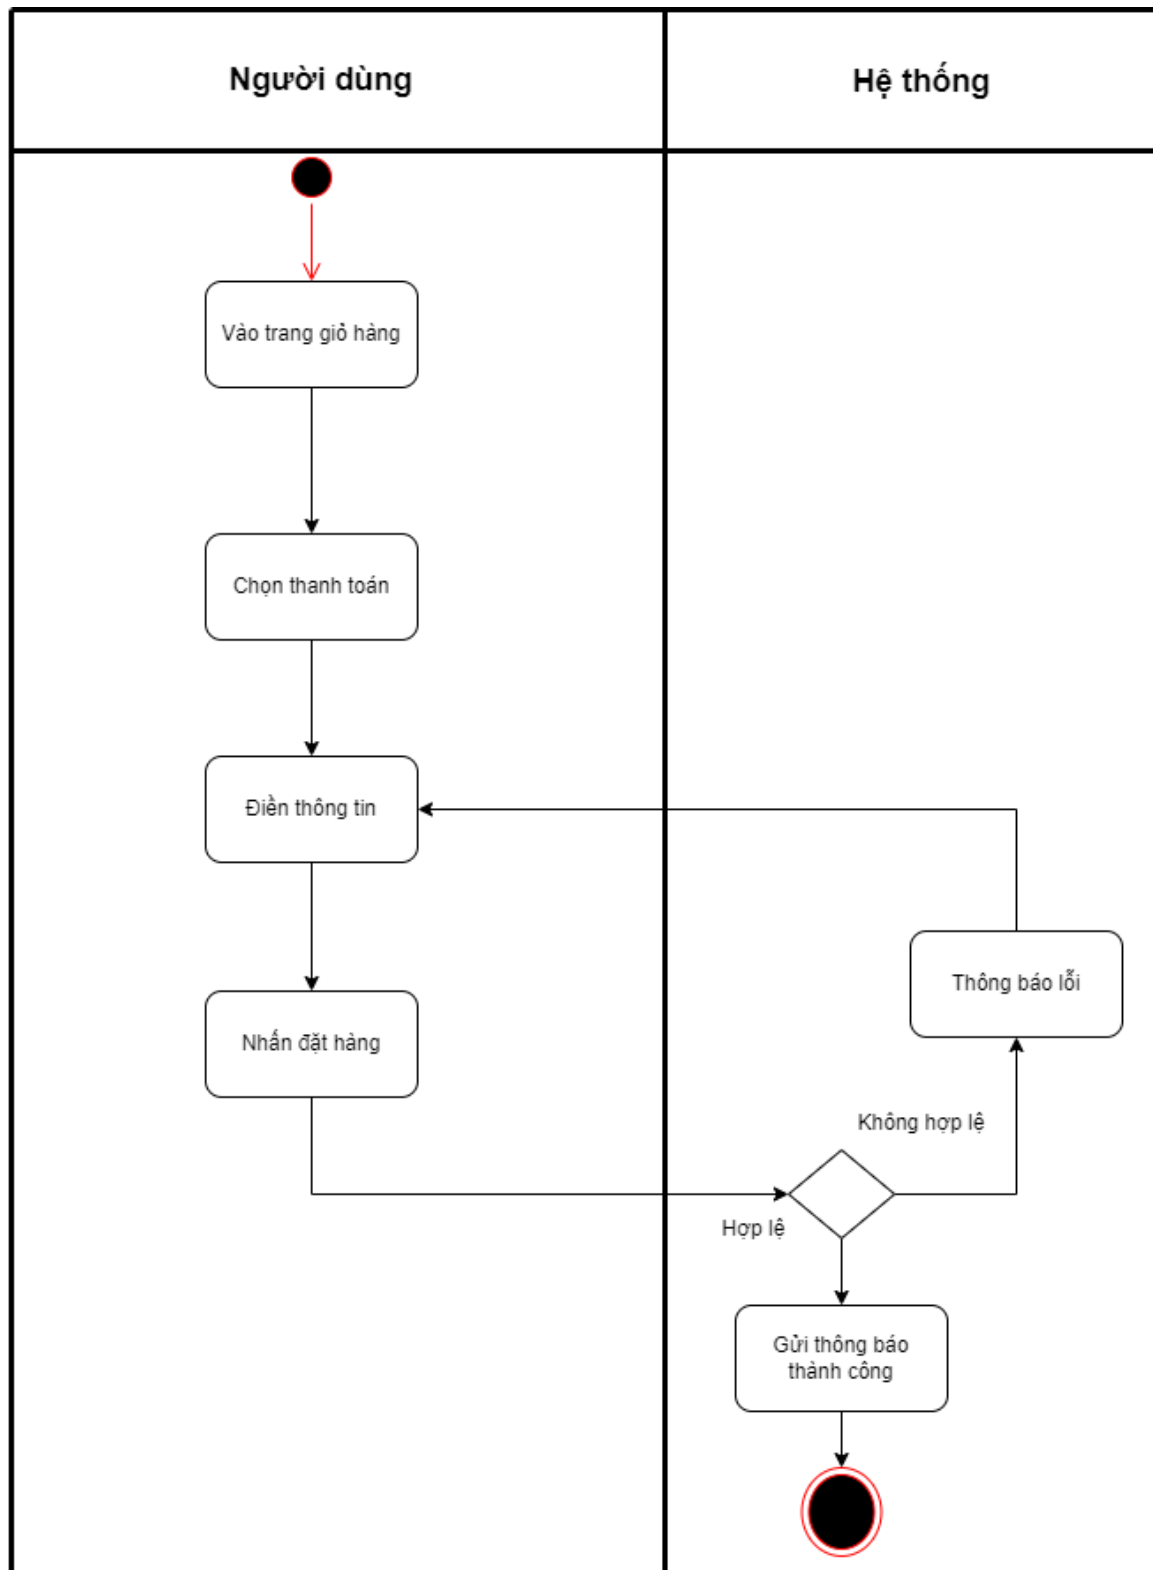 Người dùng
Hệ thống
Vào trang giỏ hàng
Chọn thanh toán
Điền thông tin
Thông báo lỗi
Nhấn đặt hàng
Không hợp lệ
Hợp lệ
Gửi thông báo
thành công